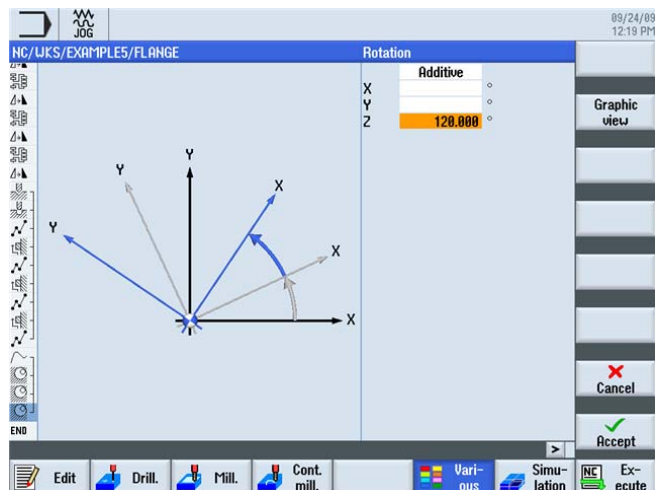 JOG
09/24/09
12:19 PM
NC/WKS/EXAMPLE5/FLANGE
Rotation
Additive
X °
Y °
Z 120.000 °
Graphic
view
Y
Y
X
Y
X
X
Cancel
END
Accept
>
Edit
Drill.
Mill.
Cont.
mill.
Vari-
ous
Simu-
lation
NC
Ex-
ecute